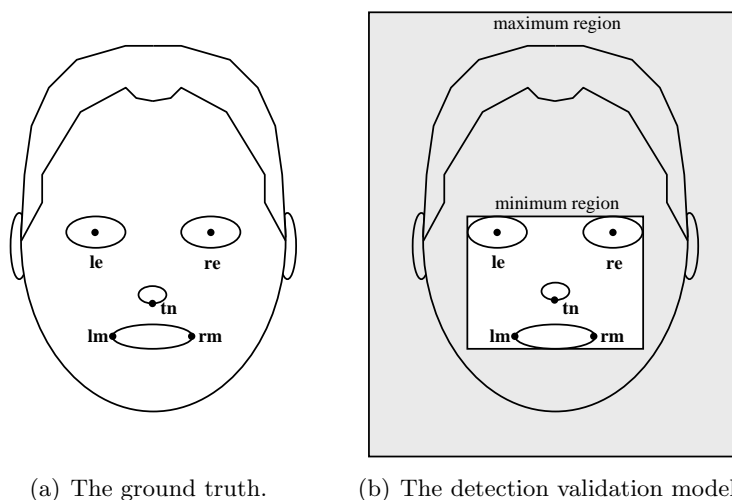 maximum region
minimum region
le re le re
tn tn
lm rm lm rm
(a) The ground truth. (b) The detection validation model